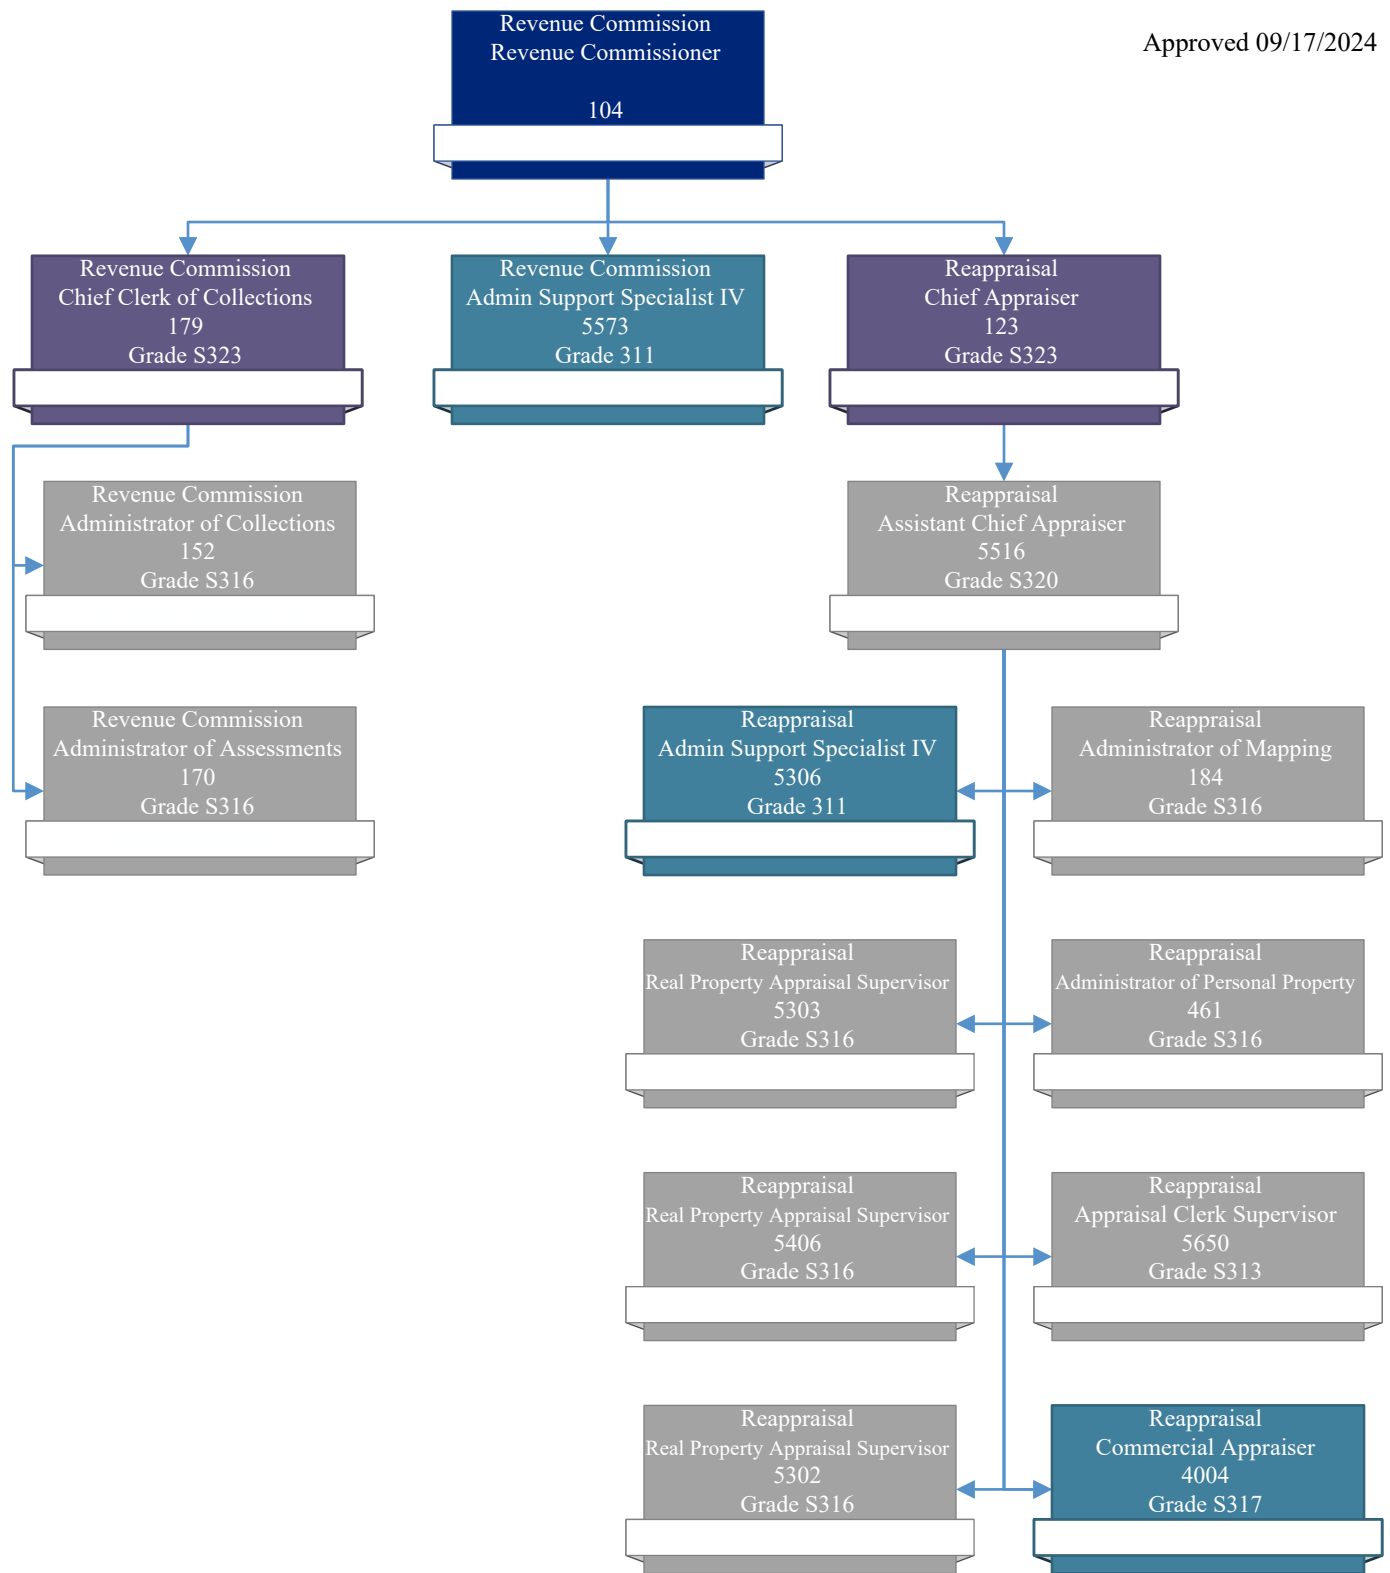 Revenue Commission
Revenue Commissioner
104
Approved 09/17/2024
Revenue Commission
Chief Clerk of Collections
179
Grade S323
Revenue Commission
Admin Support Specialist IV
5573
Grade 311
Reappraisal
Chief Appraiser
123
Grade S323
Revenue Commission
Administrator of Collections
152
Grade S316
Reappraisal
Assistant Chief Appraiser
5516
Grade S320
Revenue Commission
Administrator of Assessments
170
Grade S316
Reappraisal
Admin Support Specialist IV
5306
Grade 311
Reappraisal
Administrator of Mapping
184
Grade S316
Reappraisal
Real Property Appraisal Supervisor
5303
Grade S316
Reappraisal
Administrator of Personal Property
461
Grade S316
Reappraisal
Real Property Appraisal Supervisor
5406
Grade S316
Reappraisal
Appraisal Clerk Supervisor
5650
Grade S313
Reappraisal
Real Property Appraisal Supervisor
5302
Grade S316
Reappraisal
Commercial Appraiser
4004
Grade S317